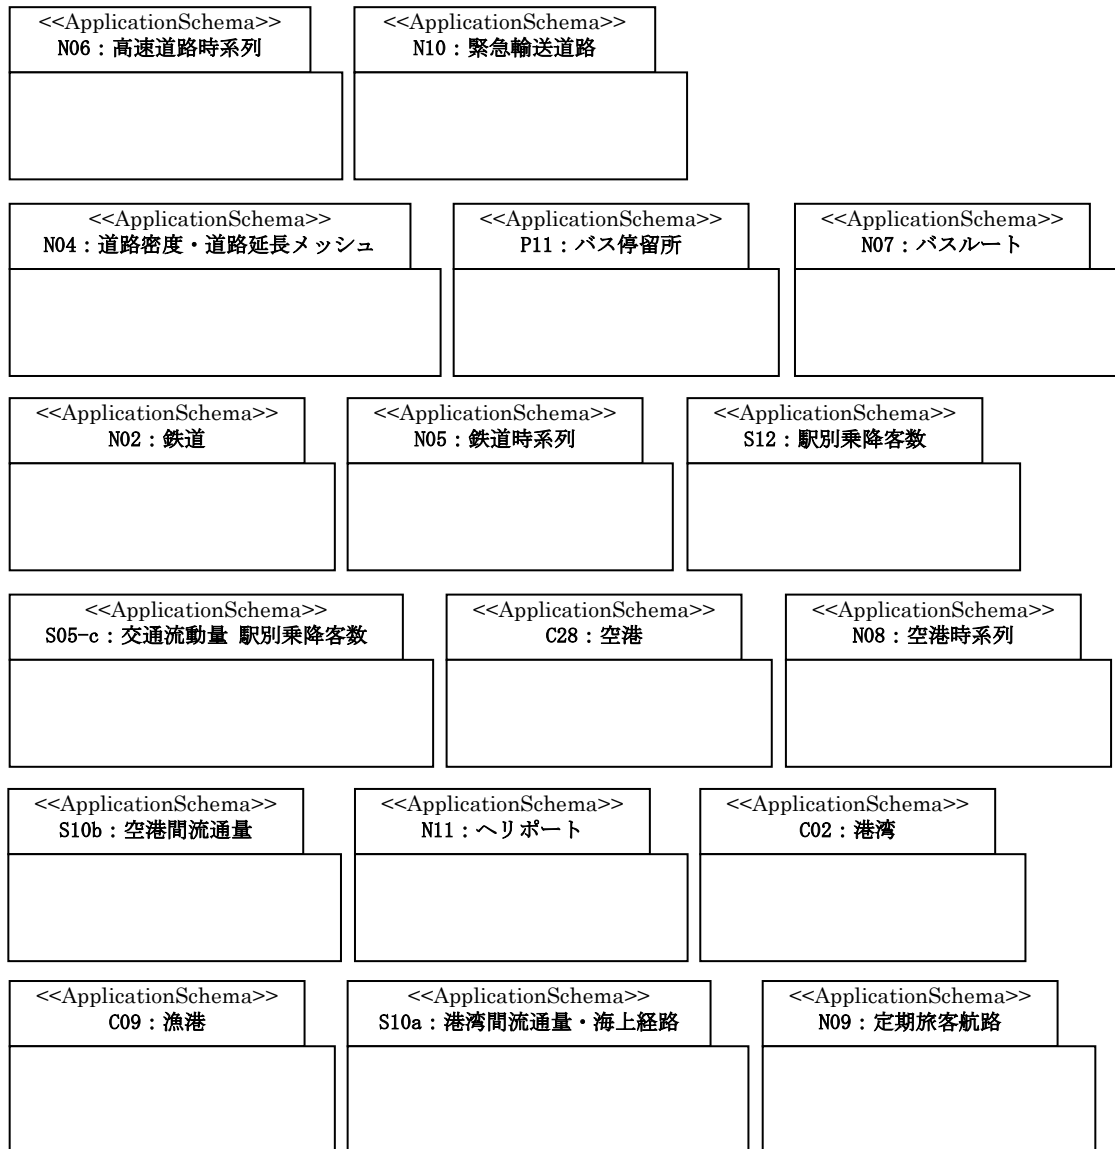 <<ApplicationSchema>>
N06：高速道路時系列
<<ApplicationSchema>>
N10：緊急輸送道路
<<ApplicationSchema>>
N04：道路密度・道路延長メッシュ
<<ApplicationSchema>>
P11：バス停留所
<<ApplicationSchema>>
N07：バスルート
<<ApplicationSchema>>
N02：鉄道
<<ApplicationSchema>>
N05：鉄道時系列
<<ApplicationSchema>>
S12：駅別乗降客数
<<ApplicationSchema>>
S05-c：交通流動量 駅別乗降客数
<<ApplicationSchema>>
C28：空港
<<ApplicationSchema>>
N08：空港時系列
<<ApplicationSchema>>
S10b：空港間流通量
<<ApplicationSchema>>
N11：ヘリポート
<<ApplicationSchema>>
C02：港湾
<<ApplicationSchema>>
C09：漁港
<<ApplicationSchema>>
S10a：港湾間流通量・海上経路
<<ApplicationSchema>>
N09：定期旅客航路